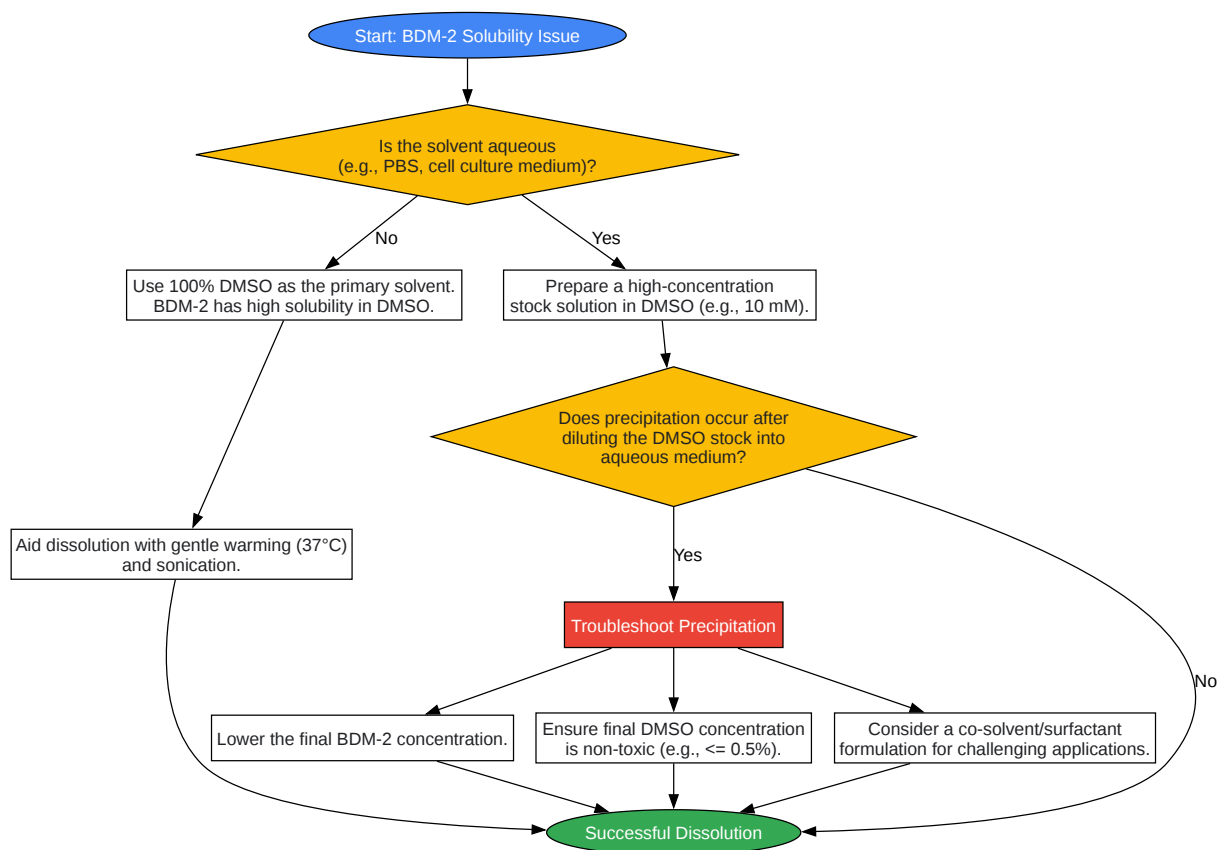 Start: BDM-2 Solubility Issue
Is the solvent aqueous
(e.g., PBS, cell culture medium)?
No
Yes
Use 100% DMSO as the primary solvent.
BDM-2 has high solubility in DMSO.
Prepare a high-concentration
stock solution in DMSO (e.g., 10 mM).
Does precipitation occur after
diluting the DMSO stock into
aqueous medium?
Aid dissolution with gentle warming (37°C)
and sonication.
Yes
Troubleshoot Precipitation
No
Lower the final BDM-2 concentration.
Ensure final DMSO concentration
is non-toxic (e.g., <= 0.5%).
Consider a co-solvent/surfactant
formulation for challenging applications.
Successful Dissolution